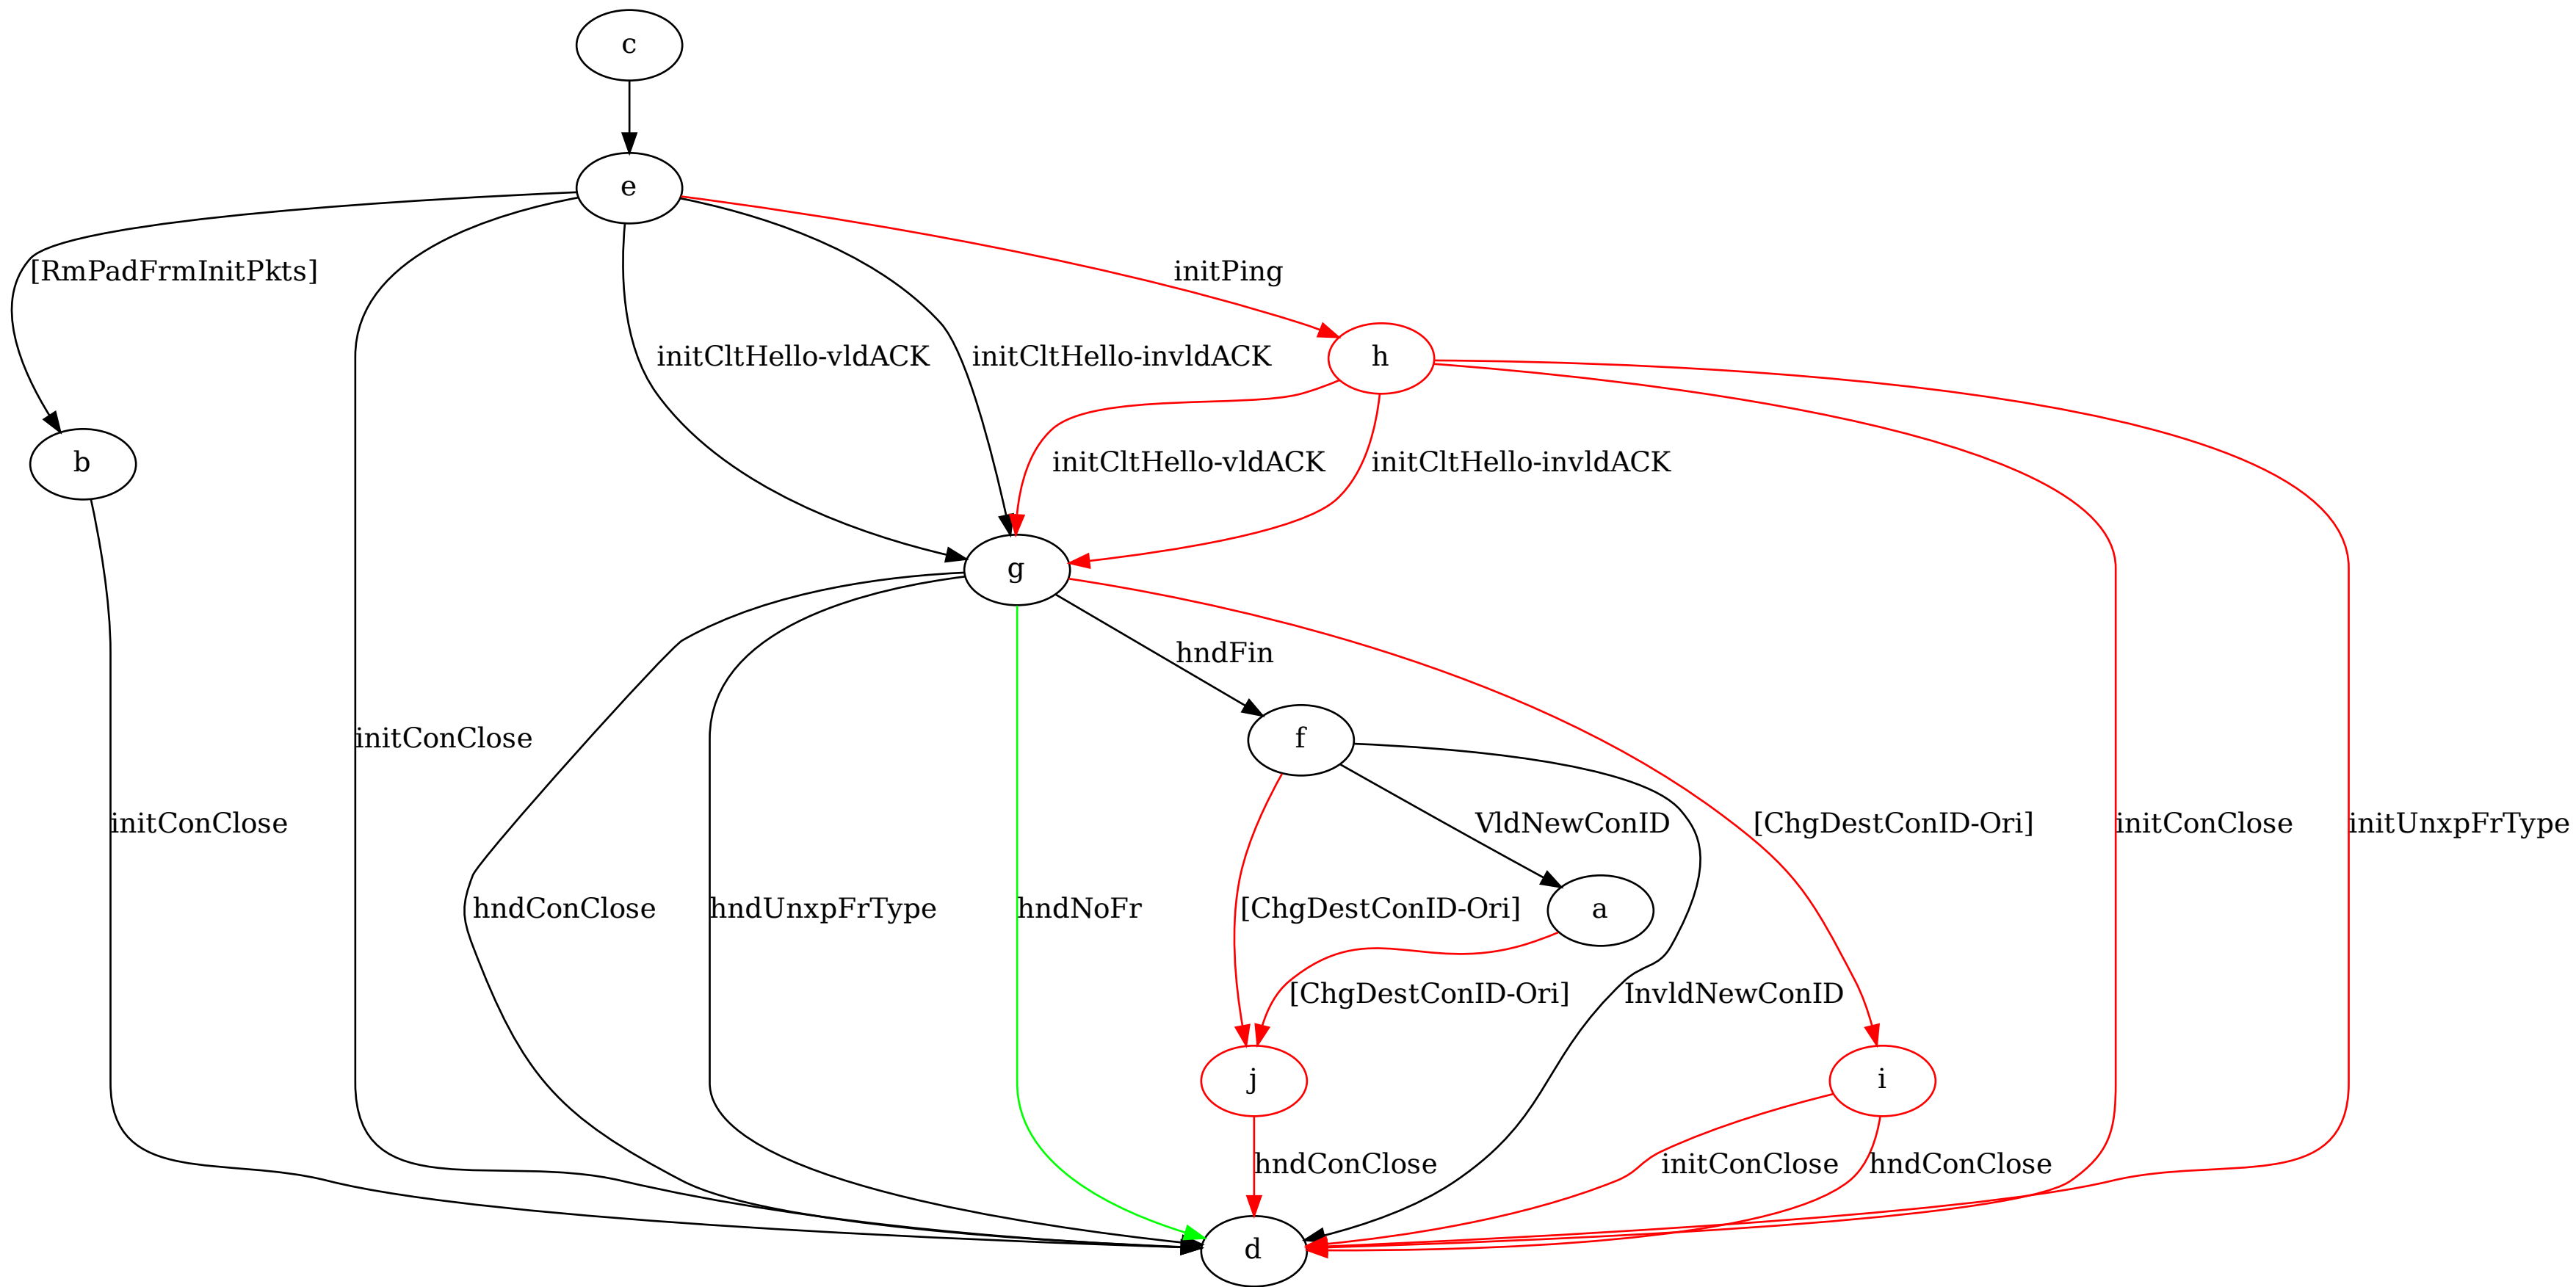 c
e
[RmPadFrmInitPkts]
initPing
initCltHello-vldACK
initCltHello-invldACK
h
b
initCltHello-vldACK
initCltHello-invldACK
g
hndFin
f
initConClose
initConClose
VldNewConID
[ChgDestConID-Ori]
initConClose
initUnxpFrType
hndConClose
hndUnxpFrType
hndNoFr
[ChgDestConID-Ori]
a
[ChgDestConID-Ori]
InvldNewConID
j
i
hndConClose
initConClose
hndConClose
d